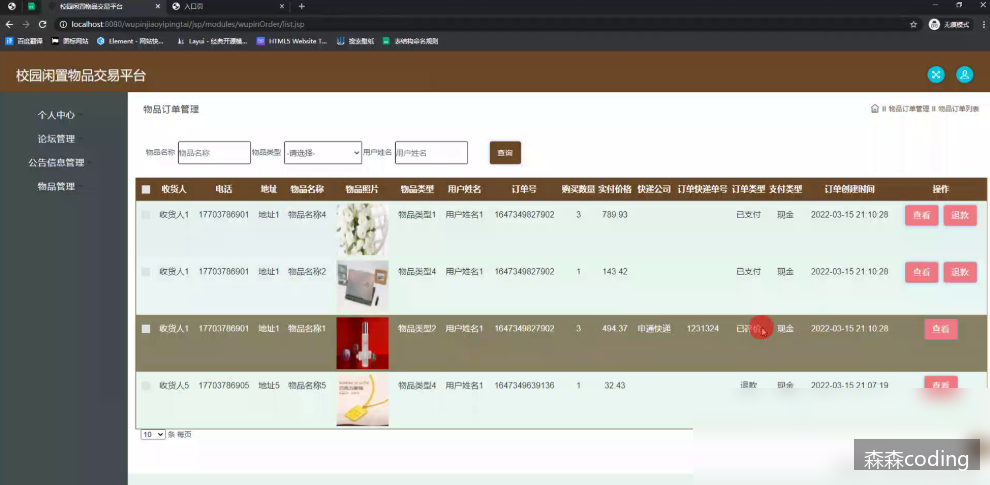 校园闲置物品交易平台
入口页
localhost:8080/wupinjiaoyipingtai/jsp/modules/wupinOrder/list.jsp
无痕模式
百度翻译 图标网站 Element - 网站快... Layui - 经典开源模... HTML5 Website T... 搜索壁纸 表结构命名规则
校园闲置物品交易平台
个人中心
论坛管理
公告信息管理
物品管理
物品订单管理
物品订单管理 物品订单列表
物品名称 物品名称 物品类型 -请选择- 用户姓名 用户姓名 查询
收货人 电话 地址 物品名称 物品照片 物品类型 用户姓名 订单号 购买数量 实付价格 快递公司 订单快递单号 订单类型 支付类型 订单创建时间 操作
收货人1 17703786901 地址1 物品名称4 物品类型1 用户姓名1 1647349827902 3 789.93 已支付 现金 2022-03-15 21:10:28 查看 退款
收货人1 17703786901 地址1 物品名称2 物品类型4 用户姓名1 1647349827902 1 143.42 已支付 现金 2022-03-15 21:10:28 查看 退款
收货人1 17703786901 地址1 物品名称1 物品类型2 用户姓名1 1647349827902 3 494.37 申通快递 1231324 已评价 现金 2022-03-15 21:10:28 查看
收货人5 17703786905 地址5 物品名称5 物品类型4 用户姓名1 1647349639136 1 32.43 退款 现金 2022-03-15 21:07:19 查看
10 条 每页
森森coding